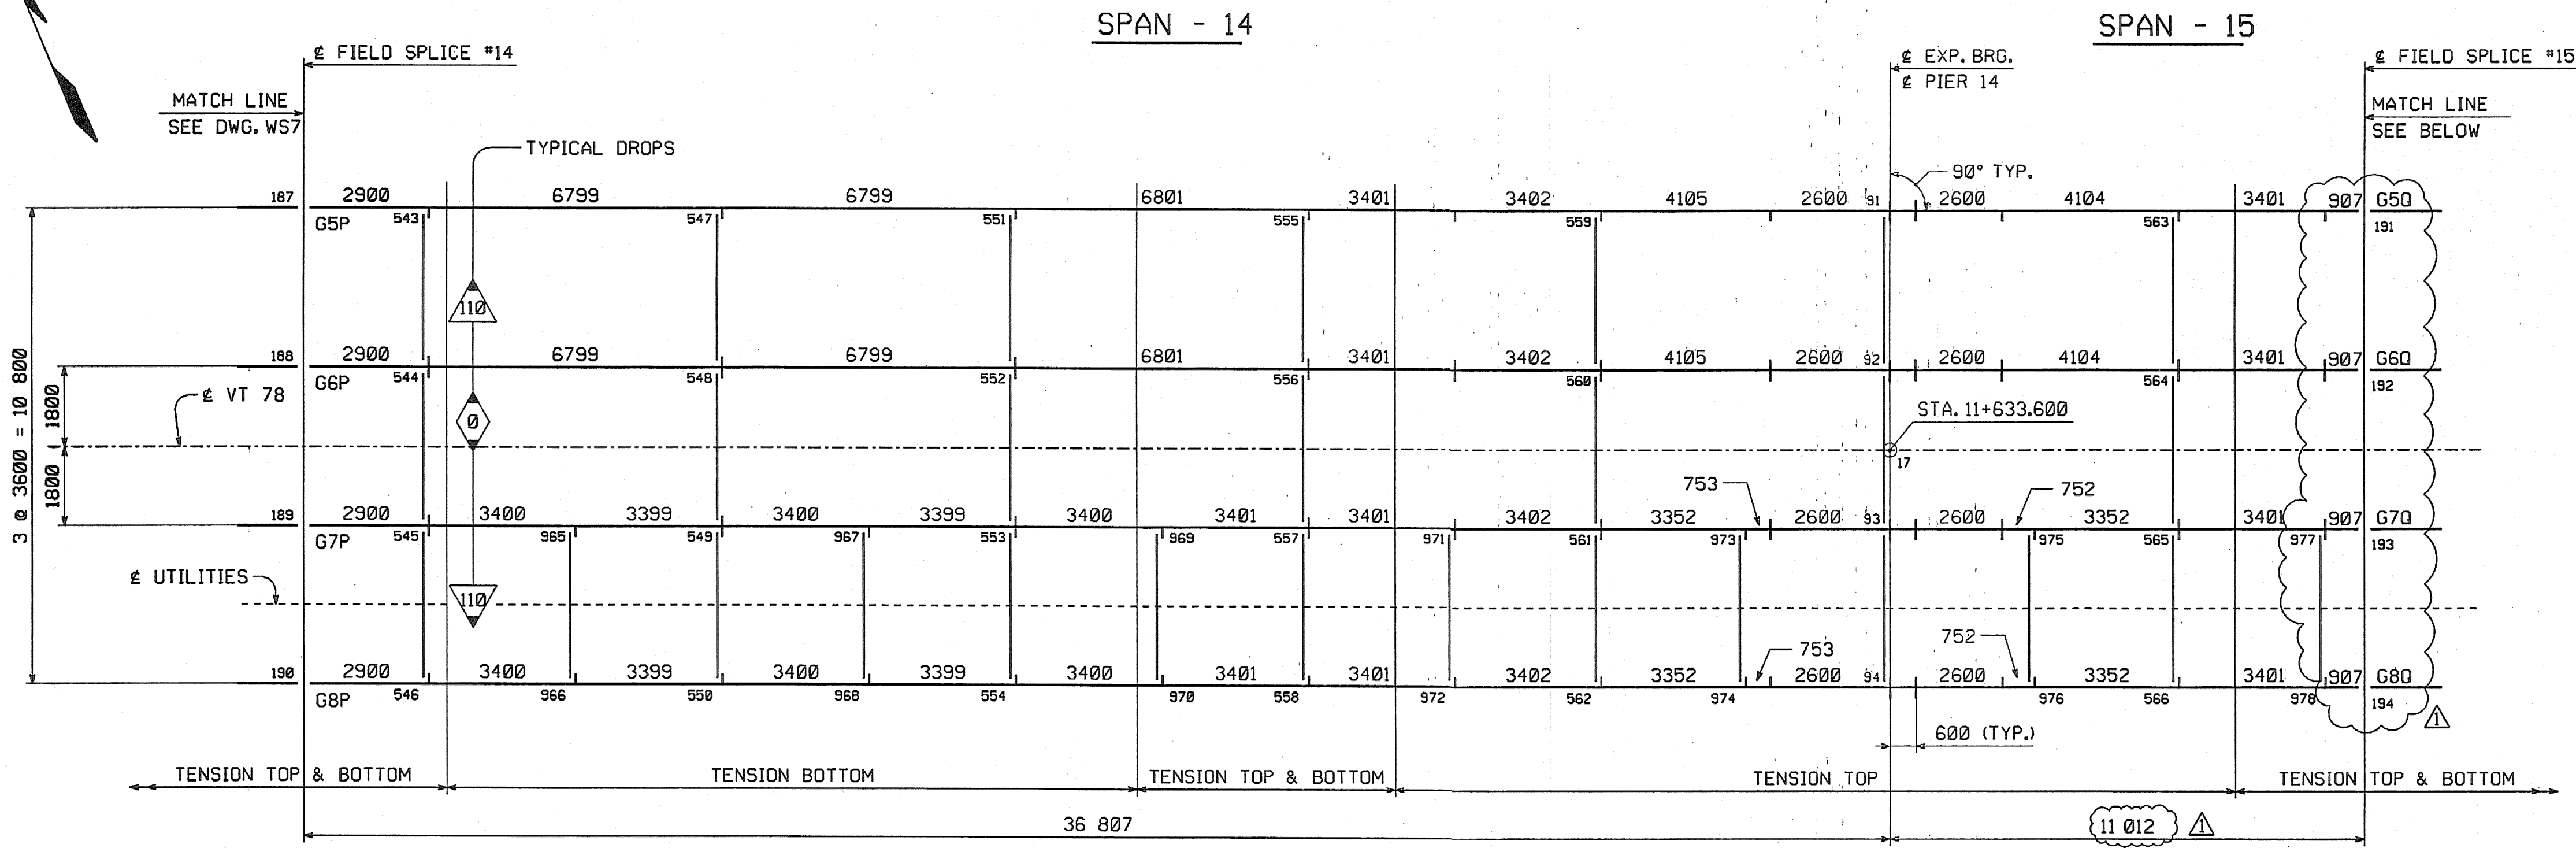 SPAN - 14
SPAN - 15
℄ FIELD SPLICE #14
℄ EXP. BRG.
℄ PIER 14
℄ FIELD SPLICE #15
MATCH LINE
SEE DWG. WS7
MATCH LINE
SEE BELOW
TYPICAL DROPS
90° TYP.
187 2900 6799 6799 6801 3401 3402 4105 2600 91 2600 4104 3401 907 G5Q
G5P 543 547 551 555 559 563 191
110
188 2900 6799 6799 6801 3401 3402 4105 2600 92 2600 4104 3401 907 G6Q
G6P 544 548 552 556 560 564 192
3 @ 3600 = 10 800
1800
1800
℄ VT 78
0
STA. 11+633.600
17
753
752
189 2900 3400 3399 3400 3399 3400 3401 3401 3402 3352 2600 93 2600 3352 3401 907 G7Q
G7P 545 965 549 967 553 969 557 971 561 973 975 565 977 193
℄ UTILITIES
110
753
752
190 2900 3400 3399 3400 3399 3400 3401 3401 3402 3352 2600 94 2600 3352 3401 907 G8Q
G8P 546 966 550 968 554 970 558 972 562 974 976 566 978 194
1
600 (TYP.)
TENSION TOP & BOTTOM
TENSION BOTTOM
TENSION TOP & BOTTOM
TENSION TOP
TENSION TOP & BOTTOM
36 807
11 012
1